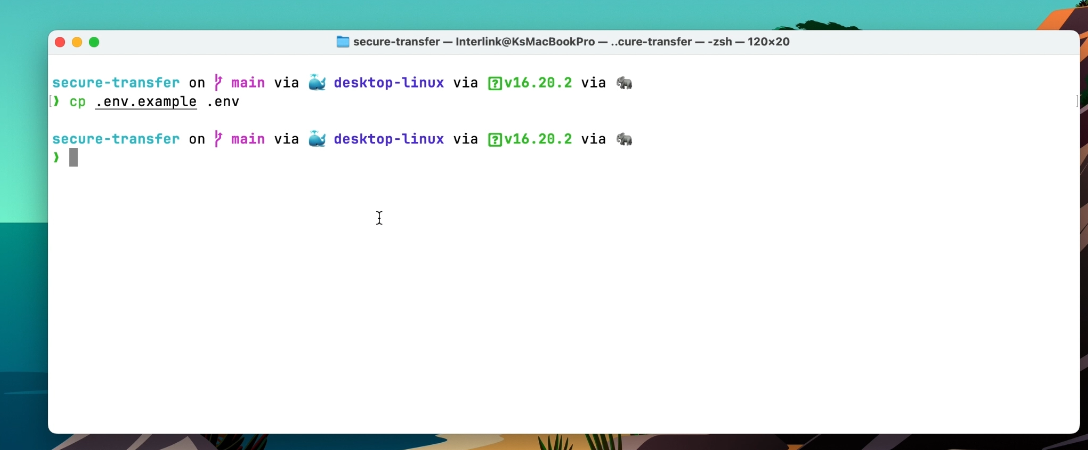 secure-transfer — Interlink@KsMacBookPro — ..cure-transfer — -zsh — 120×20
secure-transfer on main via 🐳 desktop-linux via v16.20.2 via 🐘
❯ cp .env.example .env
secure-transfer on main via 🐳 desktop-linux via v16.20.2 via 🐘
❯